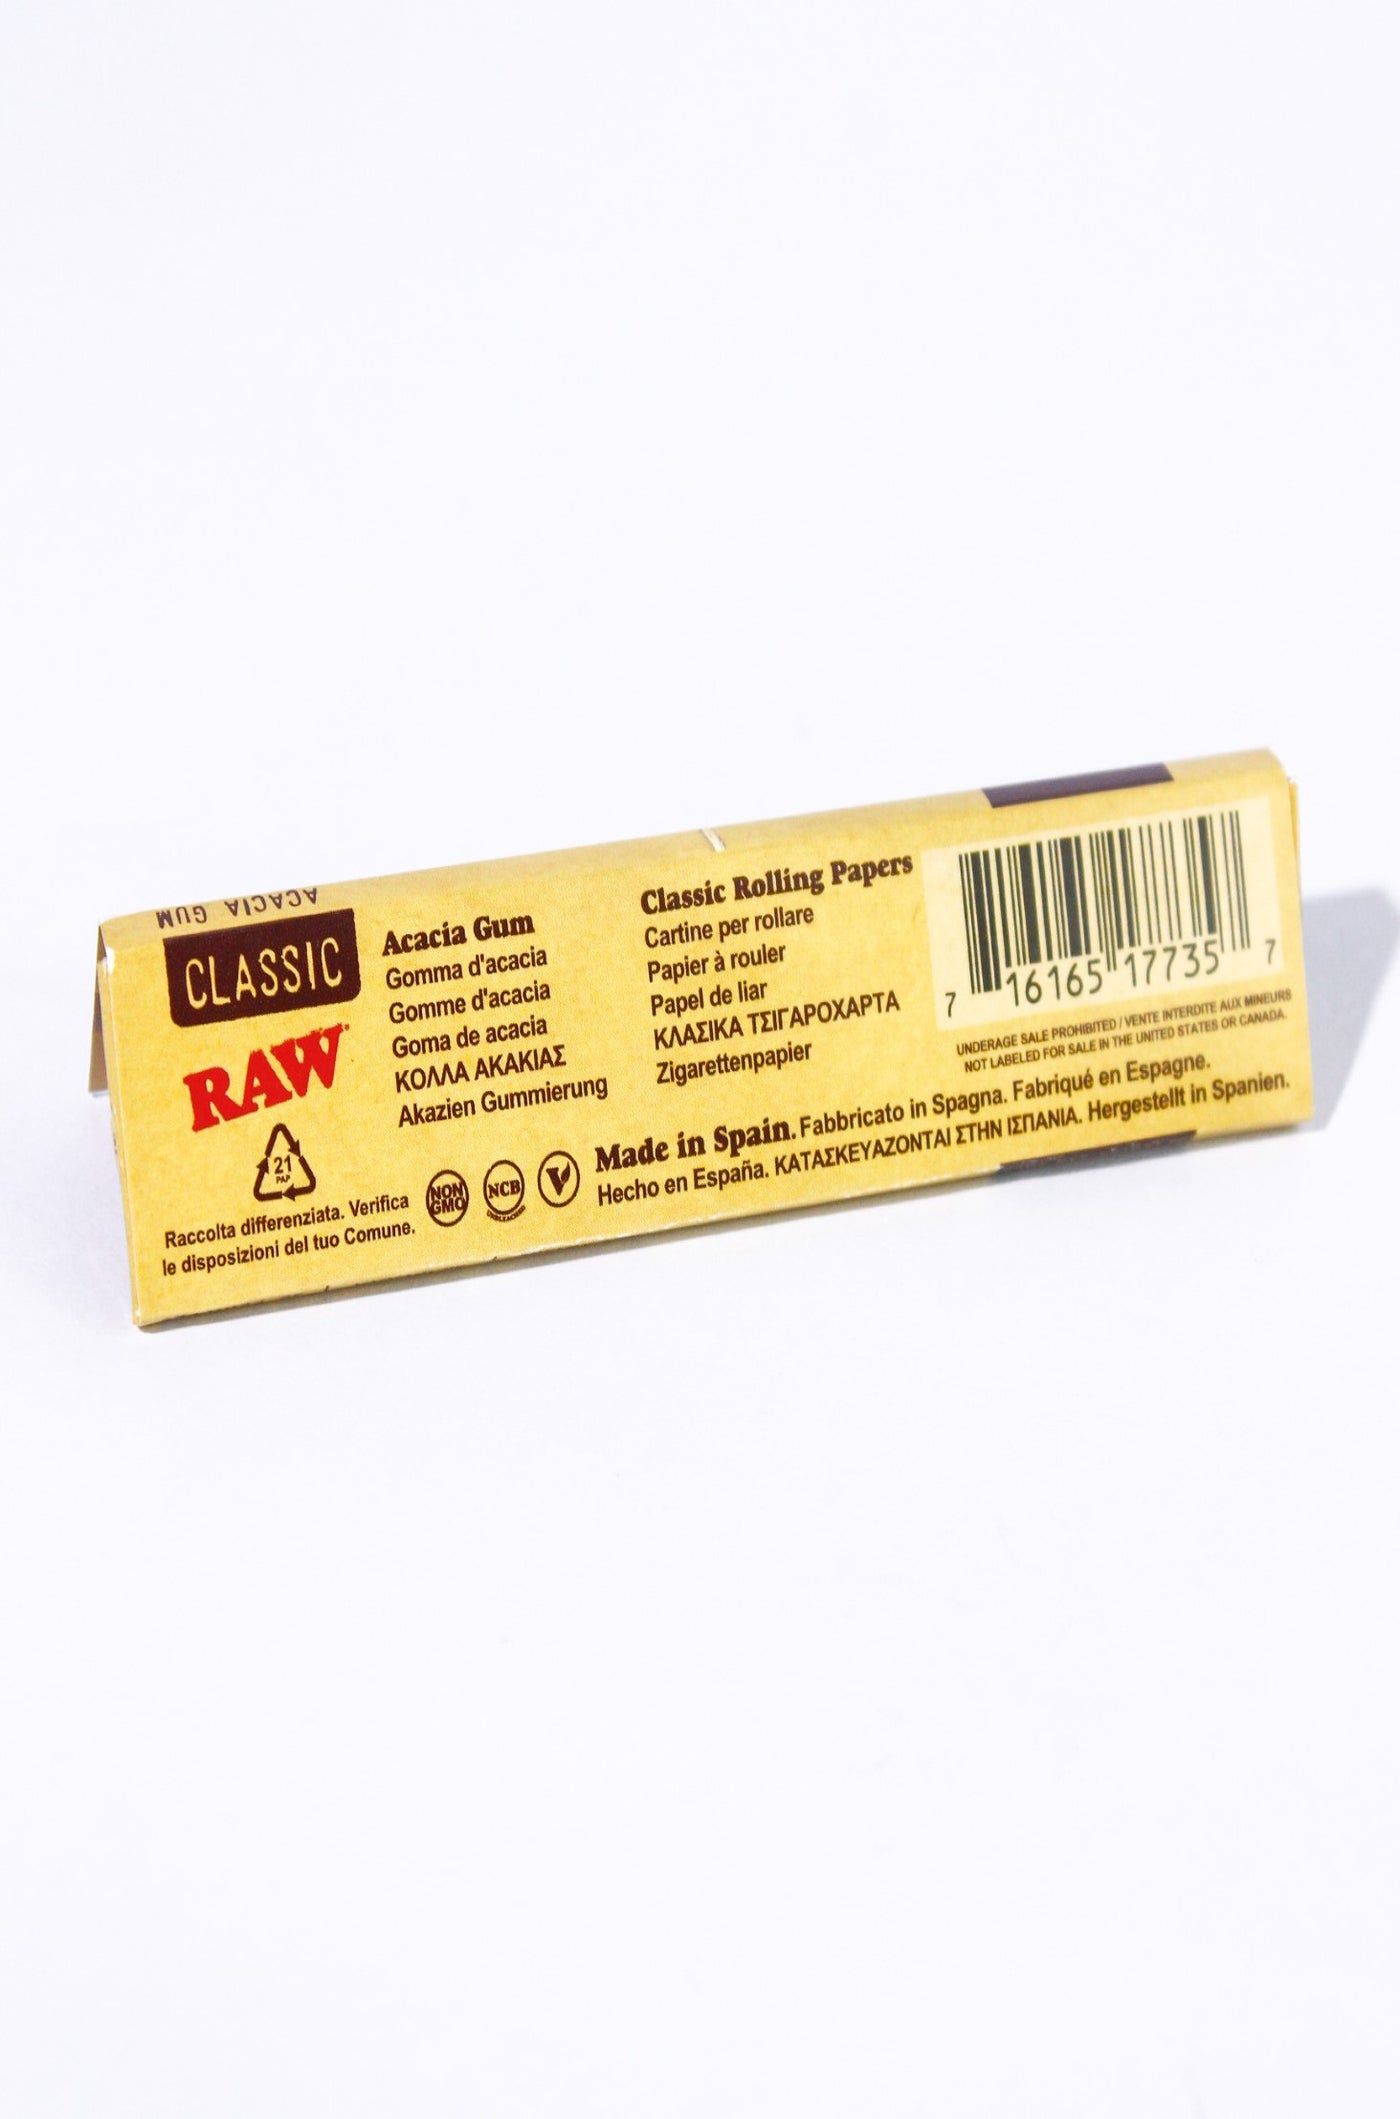 ACACIA GUM
CLASSIC
RAW
21
PAP
Raccolta differenziata. Verifica
le disposizioni del tuo Comune.
Acacia Gum
Gomma d'acacia
Gomme d'acacia
Goma de acacia
ΚΟΛΛΑ ΑΚΑΚΙΑΣ
Akazien Gummierung
NON
GMO
NCB
UNBLEACHED
V
Classic Rolling Papers
Cartine per rollare
Papier à rouler
Papel de liar
ΚΛΑΣΙΚΑ ΤΣΙΓΑΡΟΧΑΡΤΑ
Zigarettenpapier
7 16165 17735 7
UNDERAGE SALE PROHIBITED / VENTE INTERDITE AUX MINEURS
NOT LABELED FOR SALE IN THE UNITED STATES OR CANADA.
Made in Spain. Fabbricato in Spagna. Fabriqué en Espagne.
Hecho en España. ΚΑΤΑΣΚΕΥΑΖΟΝΤΑΙ ΣΤΗΝ ΙΣΠΑΝΙΑ. Hergestellt in Spanien.